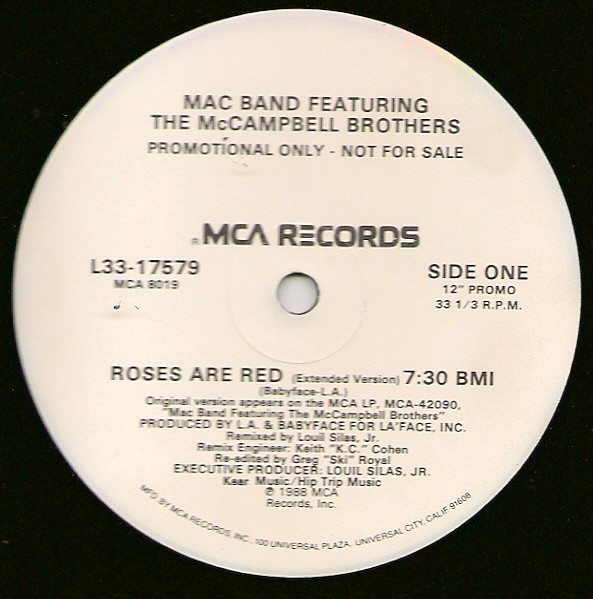 MAC BAND FEATURING
THE McCAMPBELL BROTHERS
PROMOTIONAL ONLY - NOT FOR SALE
®MCA RECORDS
L33-17579
MCA 8019
SIDE ONE
12" PROMO
33 1/3 R.P.M.
ROSES ARE RED (Extended Version) 7:30 BMI
(Babyface-L.A.)
Original version appears on the MCA LP, MCA-42090,
"Mac Band Featuring The McCampbell Brothers"
PRODUCED BY L.A. & BABYFACE FOR LA'FACE, INC.
Remixed by Louil Silas, Jr.
Remix Engineer: Keith "K.C." Cohen
Re-edited by Greg "Ski" Royal
EXECUTIVE PRODUCER: LOUIL SILAS, JR.
Kear Music/Hip Trip Music
℗ 1988 MCA
Records, Inc.
MFD. BY MCA RECORDS, INC., 100 UNIVERSAL PLAZA, UNIVERSAL CITY, CALIF. 91608